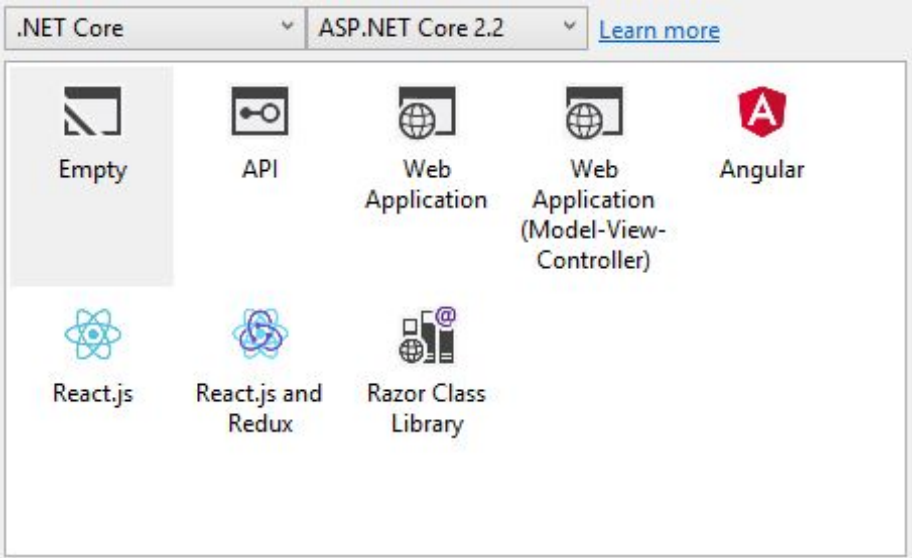 .NET Core
ASP.NET Core 2.2
Learn more
Empty
API
Web
Application
Web
Application
(Model-View-
Controller)
Angular
React.js
React.js and
Redux
Razor Class
Library